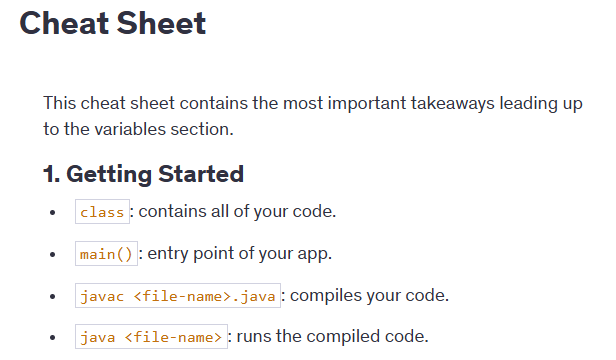 Cheat Sheet
This cheat sheet contains the most important takeaways leading up
to the variables section.
1. Getting Started
• class: contains all of your code.
• main(): entry point of your app.
• javac <file-name>.java: compiles your code.
• java <file-name>: runs the compiled code.